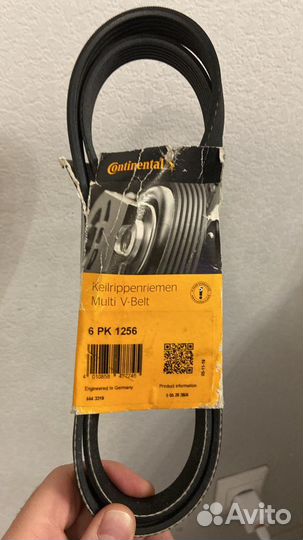 Continental
Keilrippenriemen
Multi V-Belt
6 PK 1256
Engineered in Germany
Product information
Avito